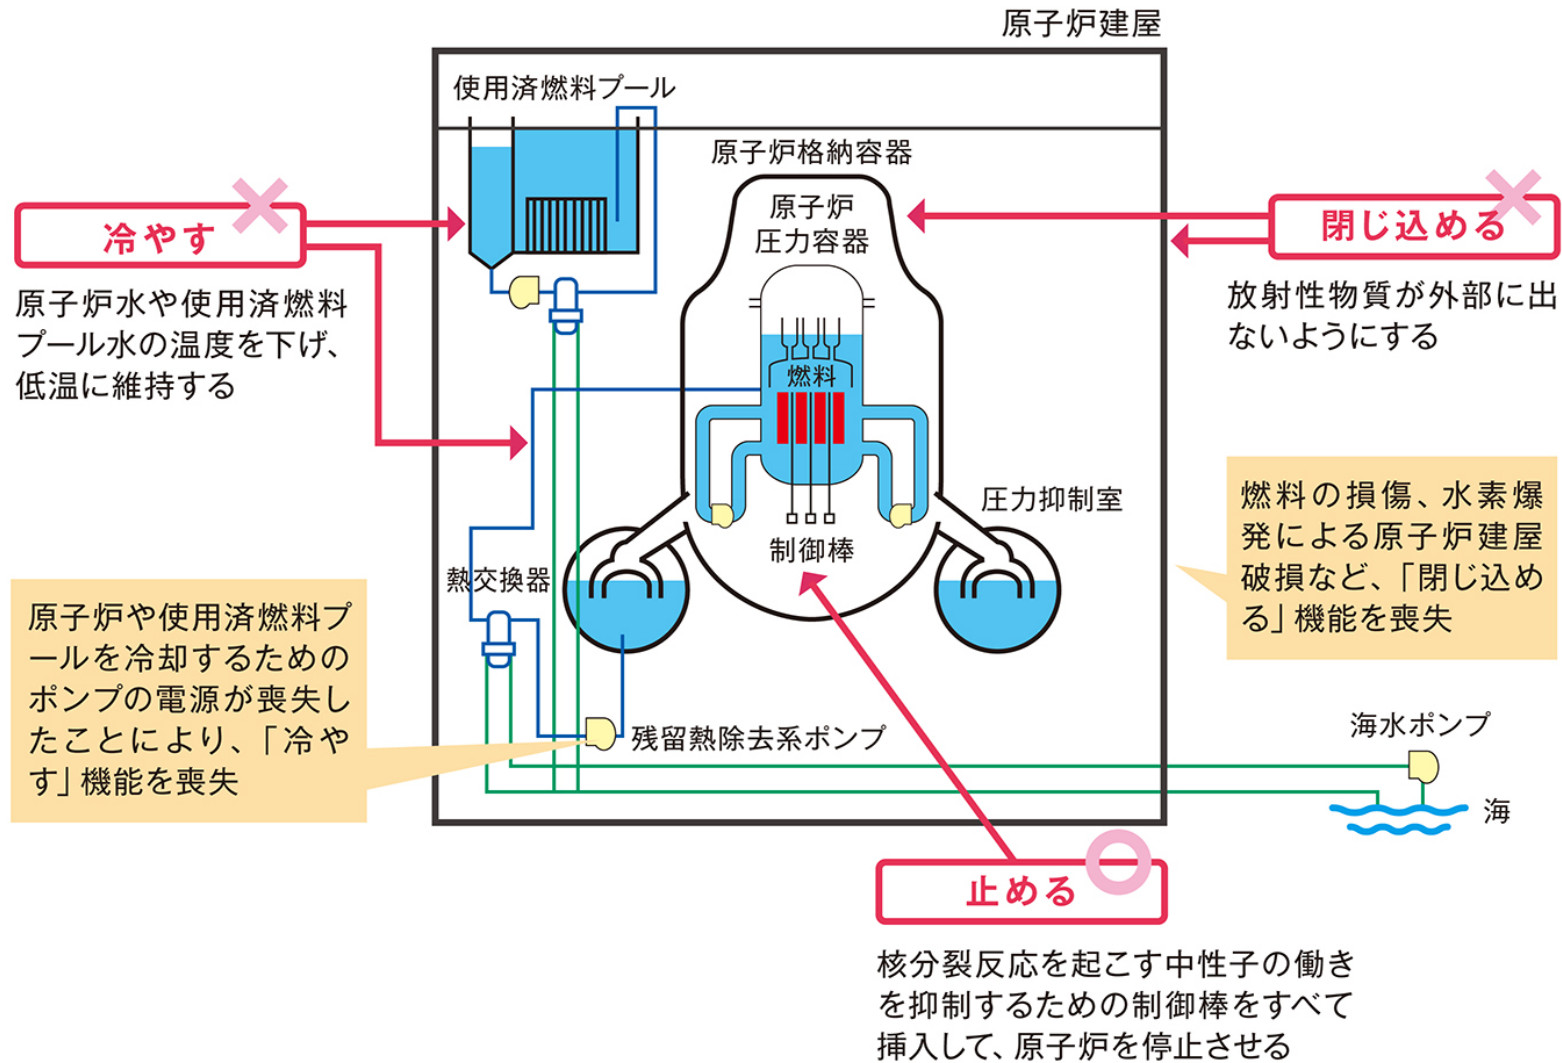 原子炉建屋
使用済燃料プール
原子炉格納容器
原子炉
圧力容器
冷やす
原子炉水や使用済燃料
プール水の温度を下げ、
低温に維持する
閉じ込める
放射性物質が外部に出
ないようにする
燃料
制御棒
圧力抑制室
燃料の損傷、水素爆
発による原子炉建屋
破損など、「閉じ込め
る」機能を喪失
熱交換器
原子炉や使用済燃料プ
ールを冷却するための
ポンプの電源が喪失し
たことにより、「冷や
す」機能を喪失
残留熱除去系ポンプ
海水ポンプ
海
止める
核分裂反応を起こす中性子の働き
を抑制するための制御棒をすべて
挿入して、原子炉を停止させる